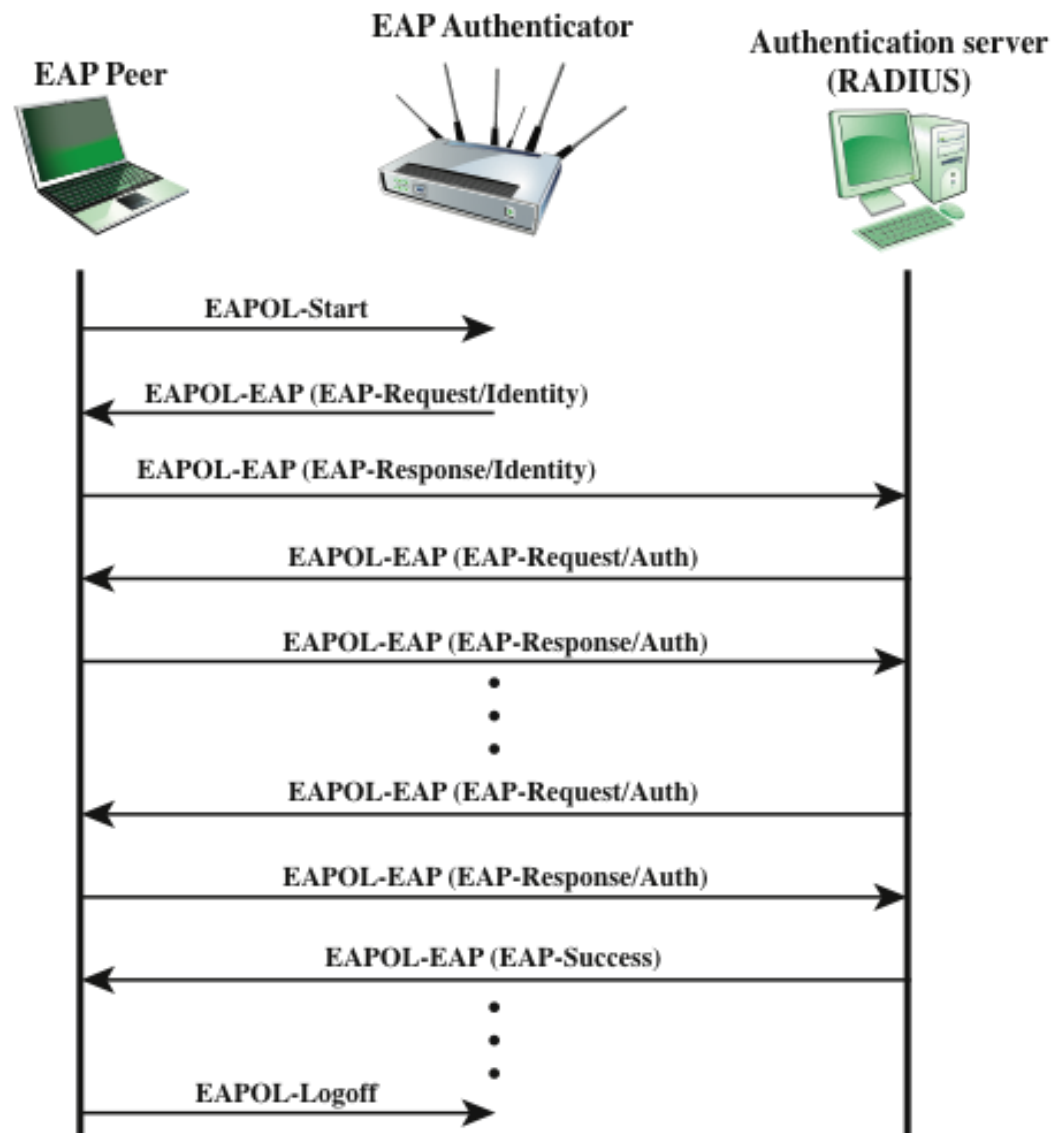 EAP Peer
EAP Authenticator
Authentication server
(RADIUS)
EAPOL-Start
EAPOL-EAP (EAP-Request/Identity)
EAPOL-EAP (EAP-Response/Identity)
EAPOL-EAP (EAP-Request/Auth)
EAPOL-EAP (EAP-Response/Auth)
EAPOL-EAP (EAP-Request/Auth)
EAPOL-EAP (EAP-Response/Auth)
EAPOL-EAP (EAP-Success)
EAPOL-Logoff